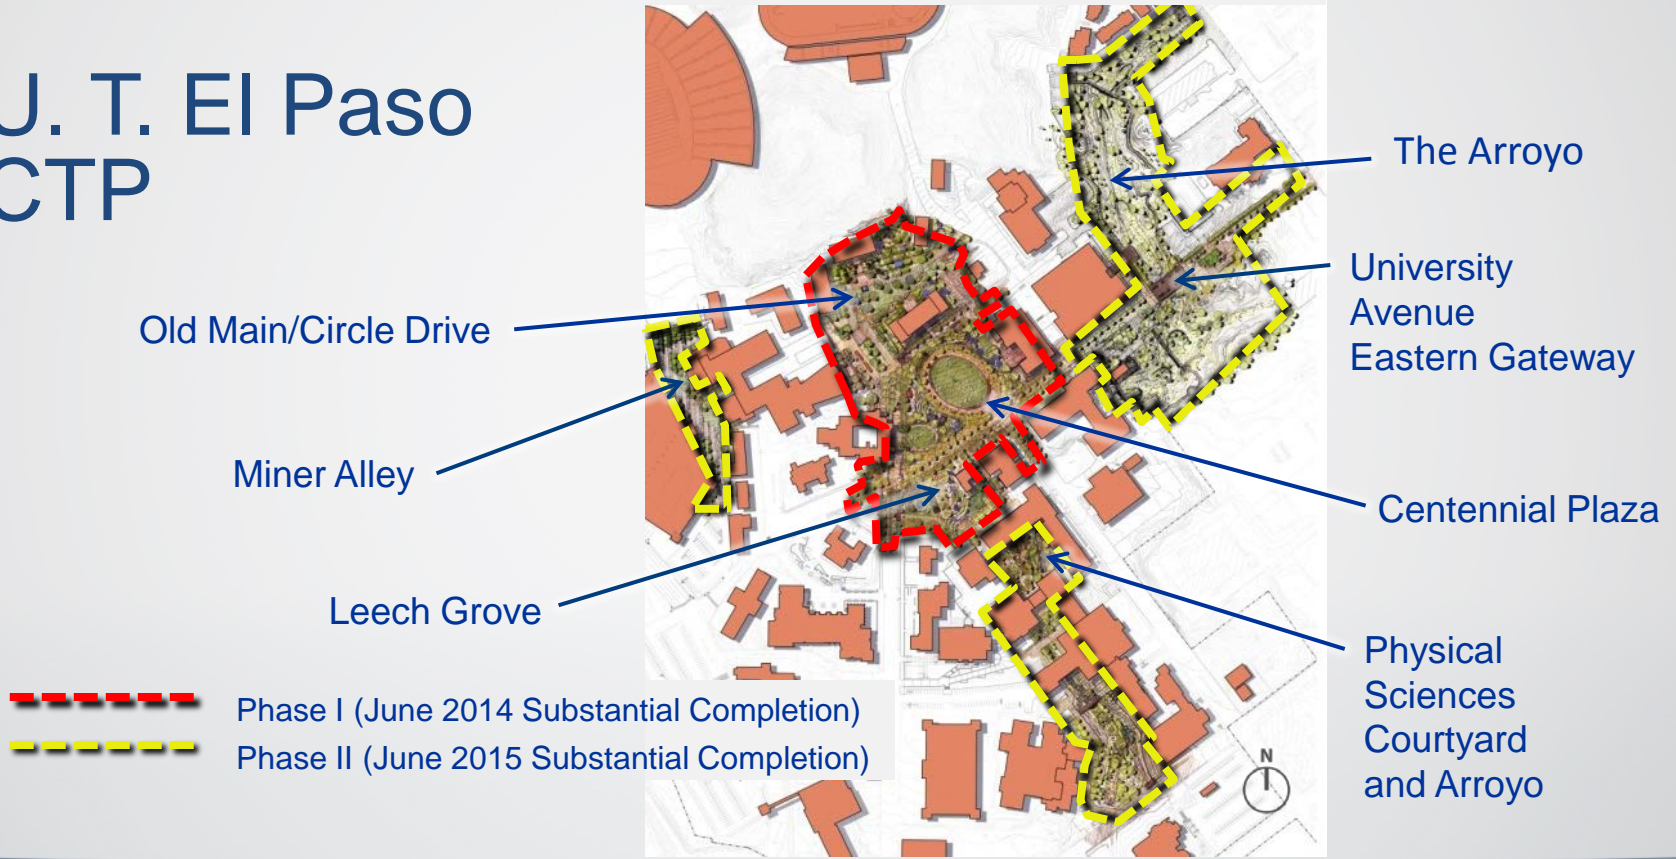 U. T. El Paso
CTP
The Arroyo
University
Avenue
Eastern Gateway
Old Main/Circle Drive
Miner Alley
Centennial Plaza
Leech Grove
Physical
Sciences
Courtyard
and Arroyo
Phase I (June 2014 Substantial Completion)
Phase II (June 2015 Substantial Completion)
N